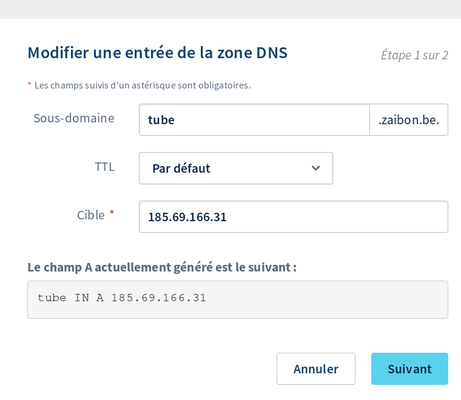 Modifier une entrée de la zone DNS
Étape 1 sur 2
* Les champs suivis d'un astérisque sont obligatoires.
Sous-domaine
tube
.zaibon.be.
TTL
Par défaut
Cible *
185.69.166.31
Le champ A actuellement généré est le suivant :
tube IN A 185.69.166.31
Annuler
Suivant